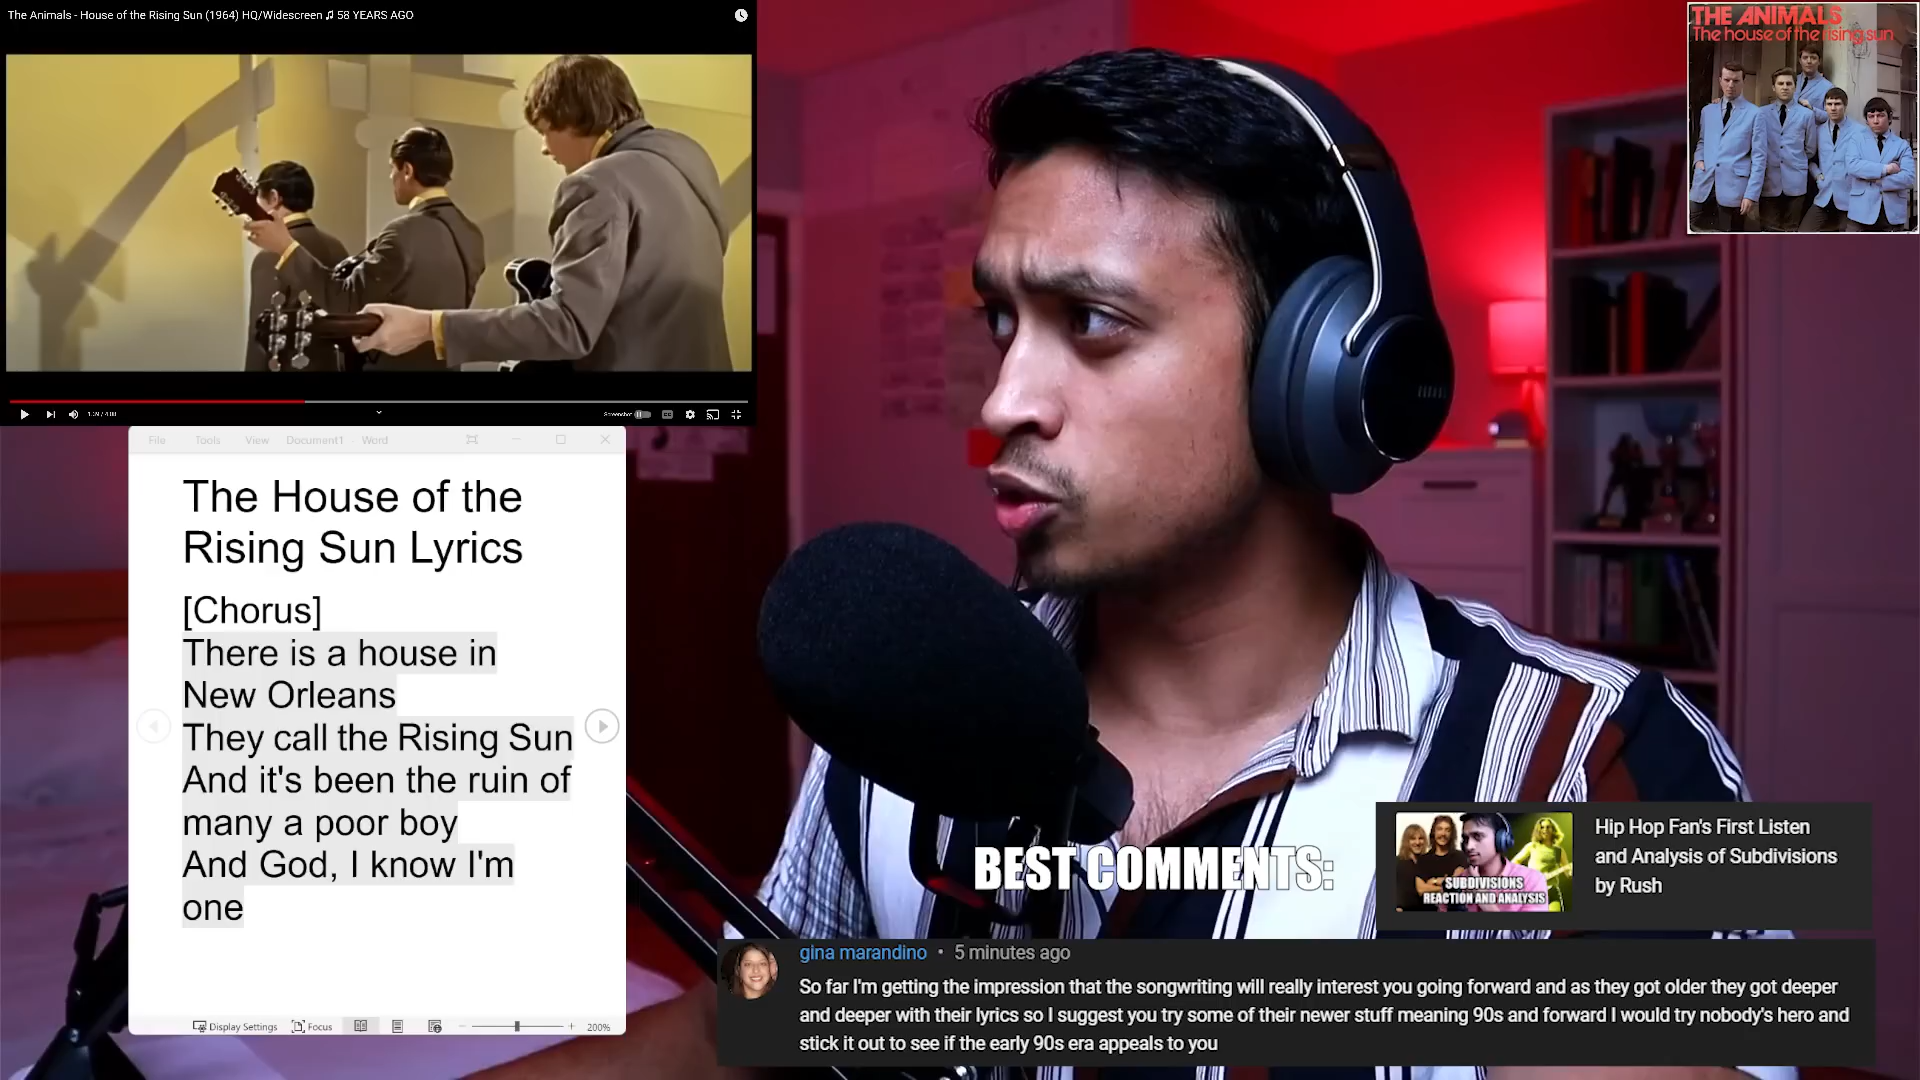 The Animals - House of the Rising Sun (1964) HQ/Widescreen ♫ 58 YEARS AGO
THE ANIMALS
The house of the rising sun
1:39 / 4:08
Screenshot
CC
File Tools View Document1 - Word
The House of the
Rising Sun Lyrics
[Chorus]
There is a house in
New Orleans
They call the Rising Sun
And it's been the ruin of
many a poor boy
And God, I know I'm
one
Display Settings Focus 200%
BEST COMMENTS:
SUBDIVISIONS
REACTION AND ANALYSIS
Hip Hop Fan's First Listen
and Analysis of Subdivisions
by Rush
gina marandino • 5 minutes ago
So far I'm getting the impression that the songwriting will really interest you going forward and as they got older they got deeper
and deeper with their lyrics so I suggest you try some of their newer stuff meaning 90s and forward I would try nobody's hero and
stick it out to see if the early 90s era appeals to you